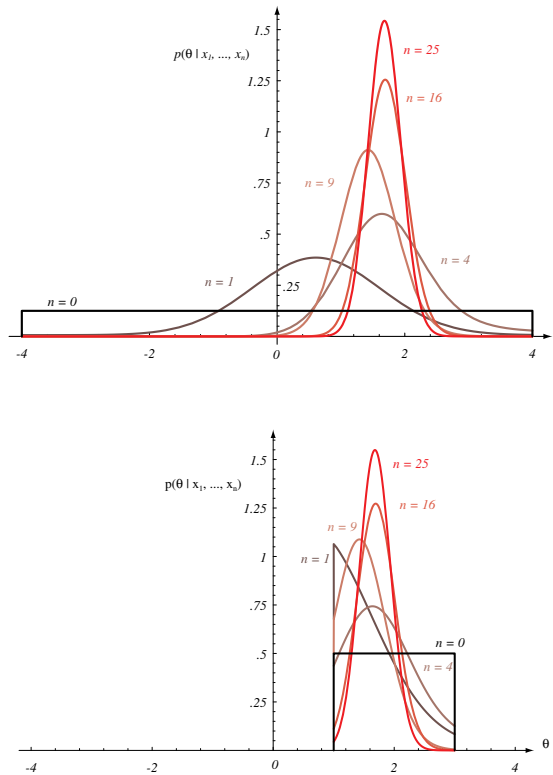 1.5
p(θ | x1, ..., xn)
n = 25
1.25
n = 16
1
n = 9
.75
.5
n = 4
n = 1
.25
n = 0
-4 -2 0 2 4
1.5
n = 25
p(θ | x1, ..., xn)
1.25
n = 16
n = 9
1
n = 1
.75
n = 0
.5
n = 4
.25
θ
-4 -2 0 2 4